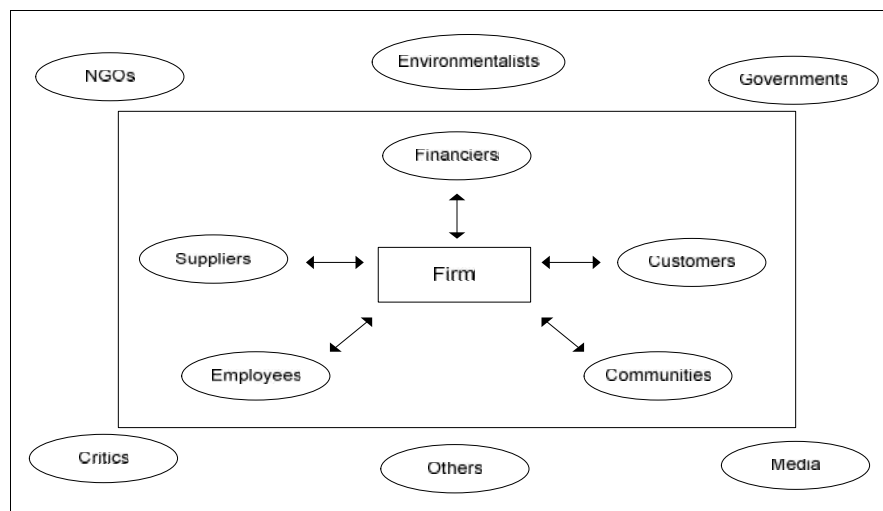 Environmentalists
NGOs
Governments
Financiers
Suppliers
Firm
Customers
Employees
Communities
Critics
Others
Media